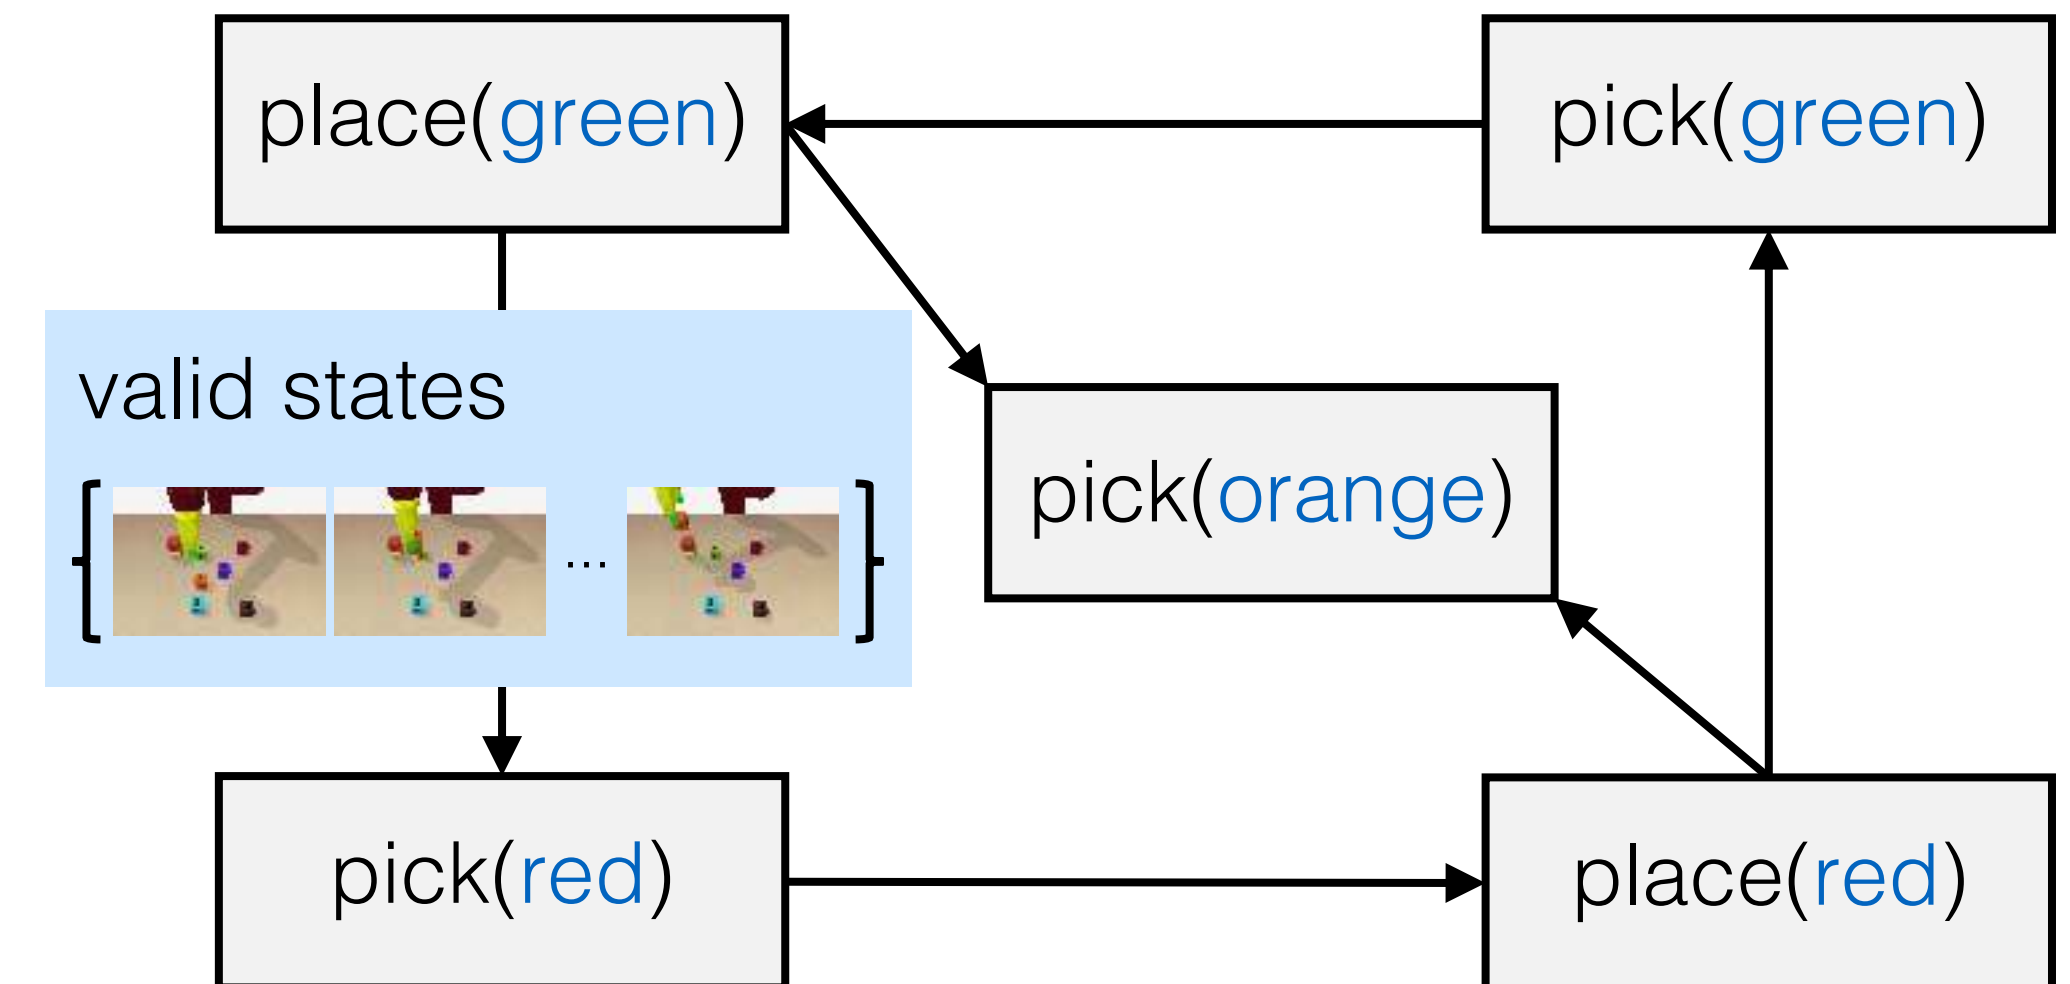 place(green)
pick(green)
valid states
...
pick(orange)
pick(red)
place(red)